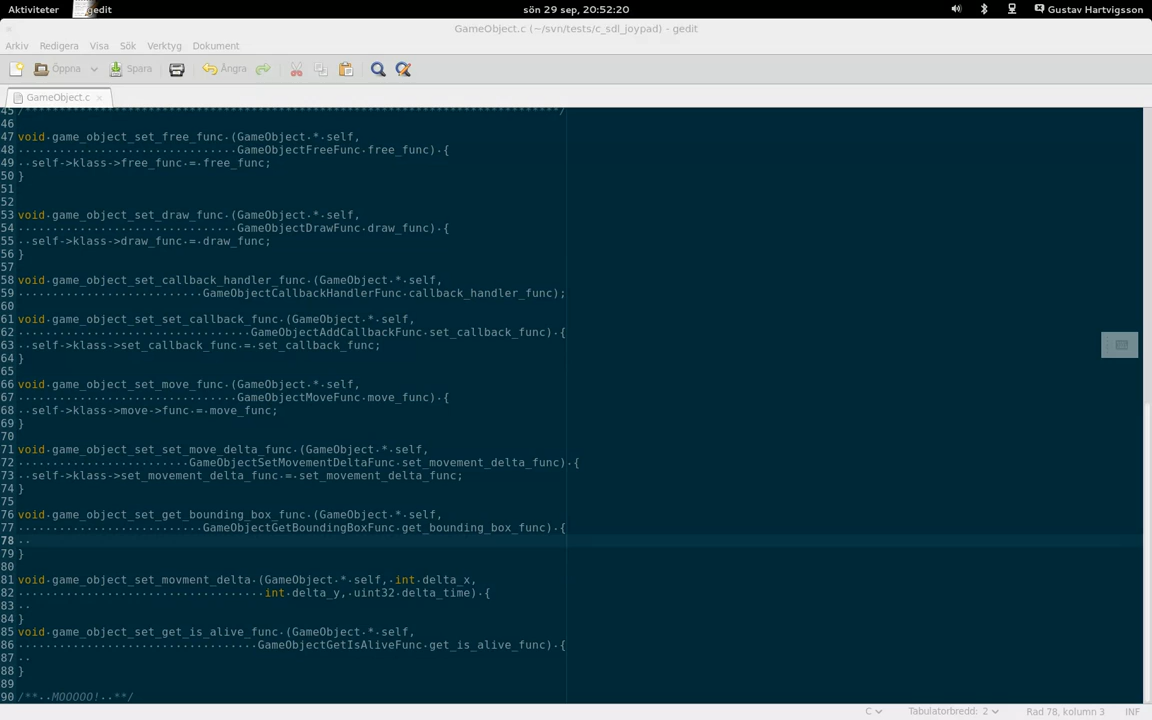 Aktiviteter gedit sön 29 sep, 20:52:20 Gustav Hartvigsson
GameObject.c (~/svn/tests/c_sdl_joypad) - gedit
Arkiv Redigera Visa Sök Verktyg Dokument
Öppna Spara Ångra
GameObject.c ×
45 /******************************************************************************/
46
47 void·game_object_set_free_func·(GameObject·*·self,
48 ································GameObjectFreeFunc·free_func)·{
49 ··self->klass->free_func·=·free_func;
50 }
51
52
53 void·game_object_set_draw_func·(GameObject·*·self,
54 ································GameObjectDrawFunc·draw_func)·{
55 ··self->klass->draw_func·=·draw_func;
56 }
57
58 void·game_object_set_callback_handler_func·(GameObject·*·self,
59 ···························GameObjectCallbackHandlerFunc·callback_handler_func);
60
61 void·game_object_set_set_callback_func·(GameObject·*·self,
62 ··································GameObjectAddCallbackFunc·set_callback_func)·{
63 ··self->klass->set_callback_func·=·set_callback_func;
64 }
65
66 void·game_object_set_move_func·(GameObject·*·self,
67 ································GameObjectMoveFunc·move_func)·{
68 ··self->klass->move->func·=·move_func;
69 }
70
71 void·game_object_set_set_move_delta_func·(GameObject·*·self,
72 ·························GameObjectSetMovementDeltaFunc·set_movement_delta_func)·{
73 ··self->klass->set_movement_delta_func·=·set_movement_delta_func;
74 }
75
76 void·game_object_set_get_bounding_box_func·(GameObject·*·self,
77 ···························GameObjectGetBoundingBoxFunc·get_bounding_box_func)·{
78 ··
79 }
80
81 void·game_object_set_movment_delta·(GameObject·*·self,·int·delta_x,
82 ····································int·delta_y,·uint32·delta_time)·{
83 ··
84 }
85 void·game_object_set_get_is_alive_func·(GameObject·*·self,
86 ···································GameObjectGetIsAliveFunc·get_is_alive_func)·{
87 ··
88 }
89
90 /**··MOOOOO!··**/
C Tabulatorbredd: 2 Rad 78, kolumn 3 INF